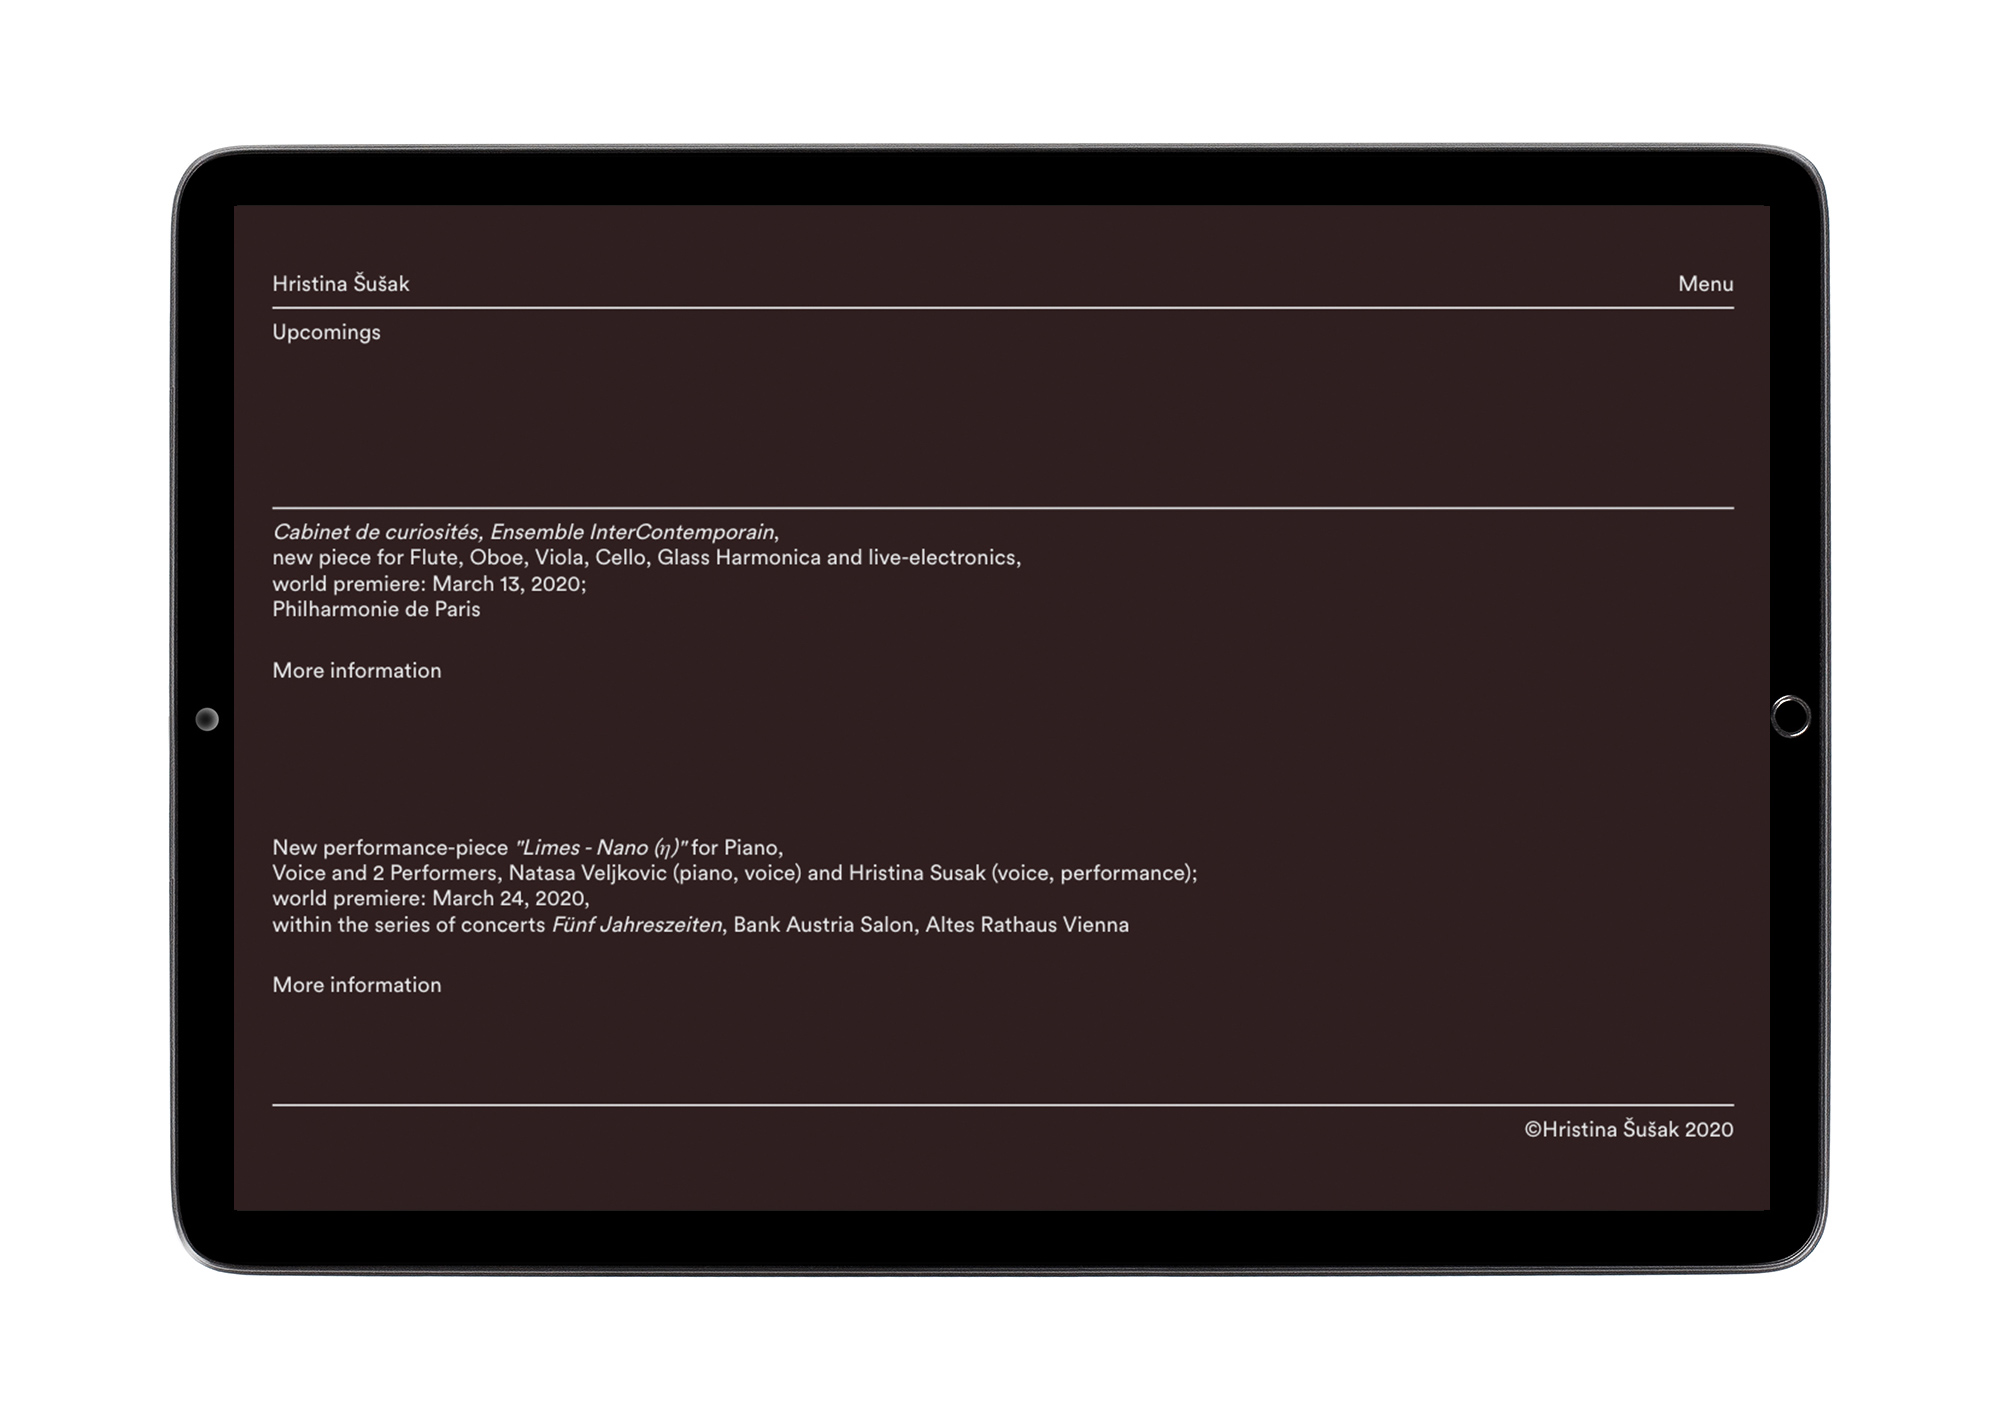 Hristina Šušak
Menu
Upcomings
Cabinet de curiosités, Ensemble InterContemporain,
new piece for Flute, Oboe, Viola, Cello, Glass Harmonica and live-electronics,
world premiere: March 13, 2020;
Philharmonie de Paris
More information
New performance-piece "Limes - Nano (η)" for Piano,
Voice and 2 Performers, Natasa Veljkovic (piano, voice) and Hristina Susak (voice, performance);
world premiere: March 24, 2020,
within the series of concerts Fünf Jahreszeiten, Bank Austria Salon, Altes Rathaus Vienna
More information
©Hristina Šušak 2020